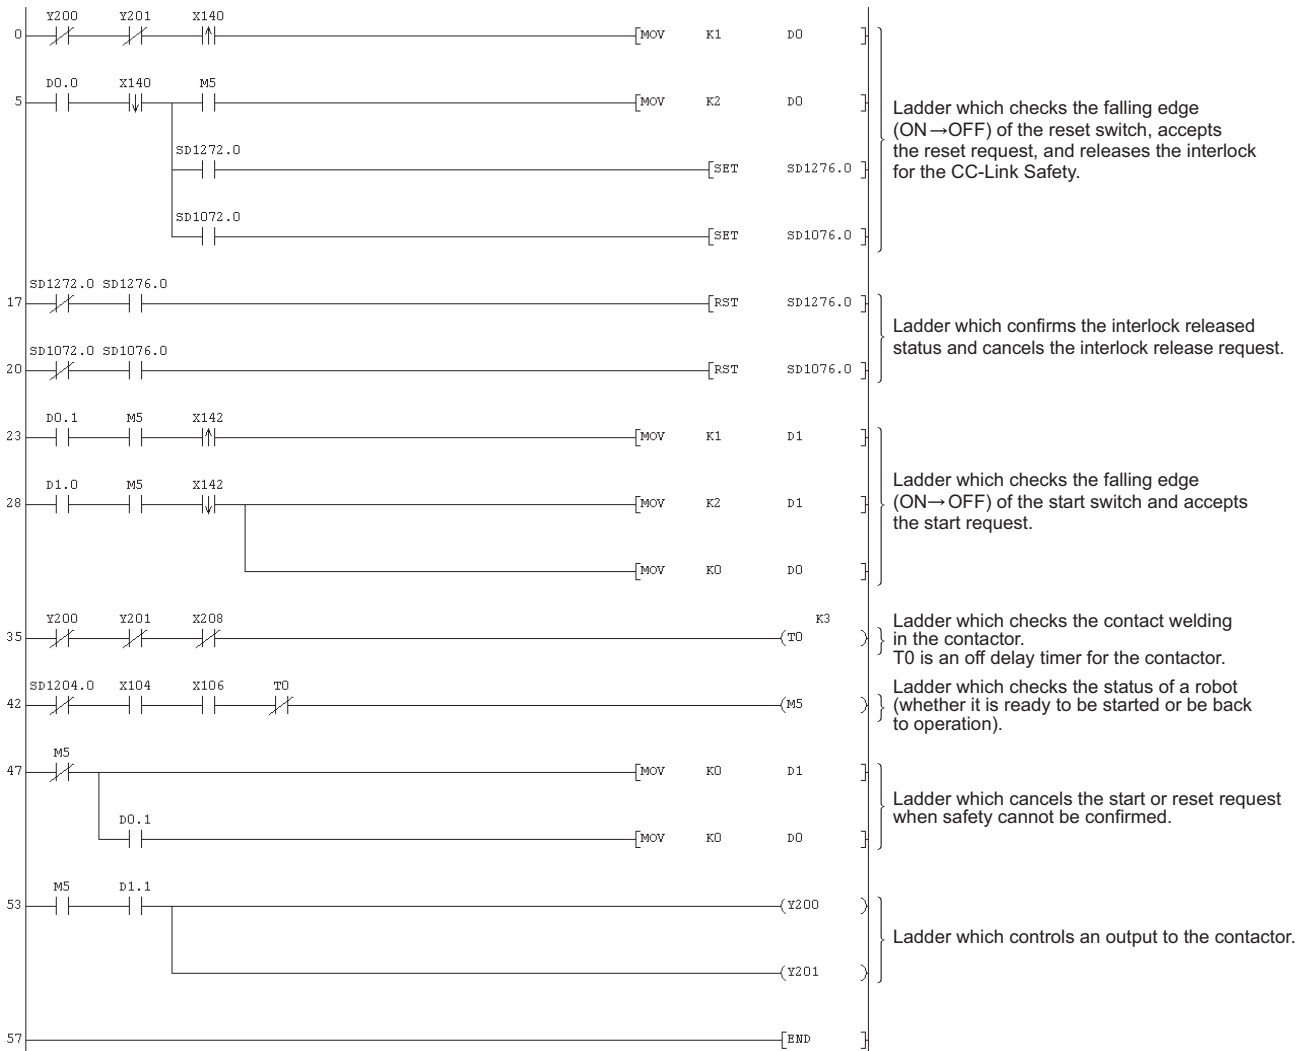 Y200 Y201 X140
0 [MOV K1 D0 ]
D0.0 X140 M5
5 [MOV K2 D0 ]
SD1272.0
[SET SD1276.0 ]
SD1072.0
[SET SD1076.0 ]
Ladder which checks the falling edge
(ON→OFF) of the reset switch, accepts
the reset request, and releases the interlock
for the CC-Link Safety.
SD1272.0 SD1276.0
17 [RST SD1276.0 ]
SD1072.0 SD1076.0
20 [RST SD1076.0 ]
Ladder which confirms the interlock released
status and cancels the interlock release request.
D0.1 M5 X142
23 [MOV K1 D1 ]
D1.0 M5 X142
28 [MOV K2 D1 ]
[MOV K0 D0 ]
Ladder which checks the falling edge
(ON→OFF) of the start switch and accepts
the start request.
Y200 Y201 X208 K3
35 (T0 )
Ladder which checks the contact welding
in the contactor.
T0 is an off delay timer for the contactor.
SD1204.0 X104 X106 T0
42 (M5 )
Ladder which checks the status of a robot
(whether it is ready to be started or be back
to operation).
M5
47 [MOV K0 D1 ]
D0.1
[MOV K0 D0 ]
Ladder which cancels the start or reset request
when safety cannot be confirmed.
M5 D1.1
53 (Y200 )
(Y201 )
Ladder which controls an output to the contactor.
57 [END ]